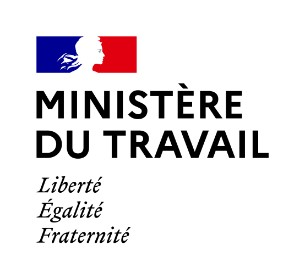 MINISTÈRE
DU TRAVAIL
Liberté
Égalité
Fraternité